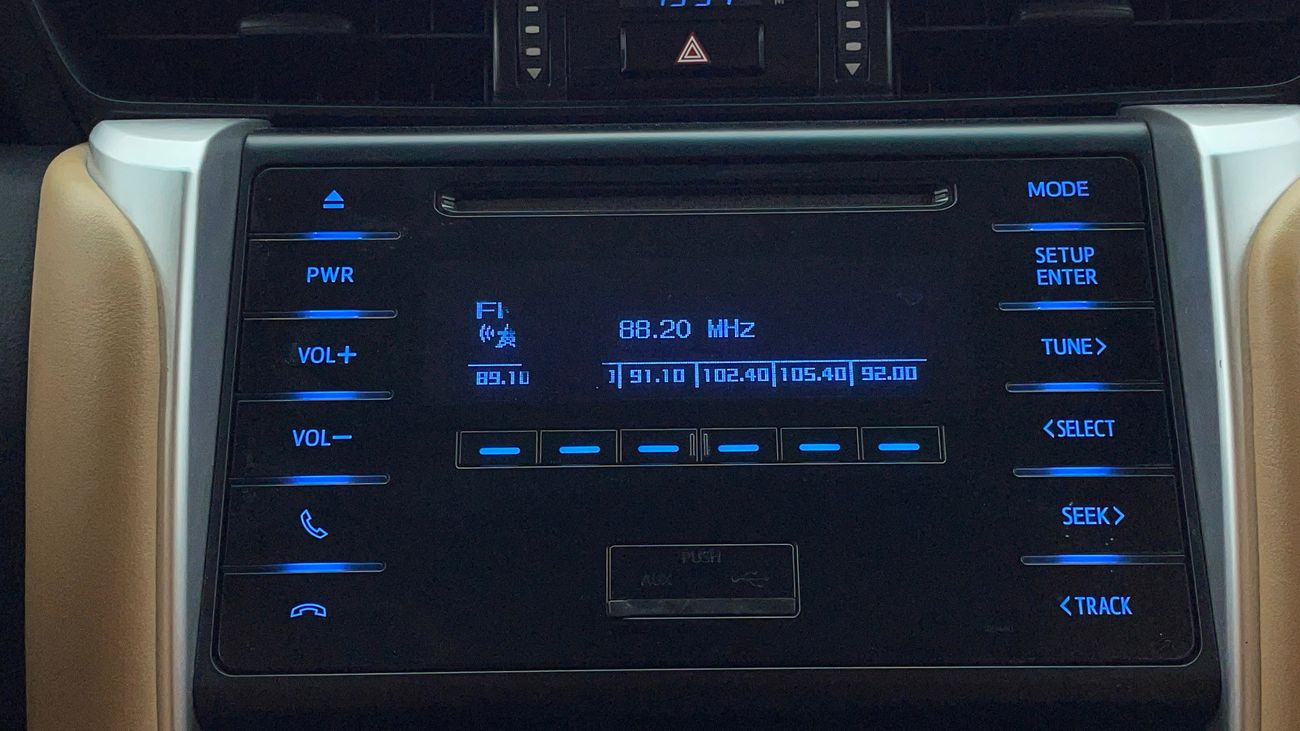 MODE
PWR
SETUP
ENTER
VOL+
88.20 MHz
TUNE>
89.10
91.10 102.40 105.40 92.00
VOL-
<SELECT
SEEK>
PUSH
AUX
<TRACK